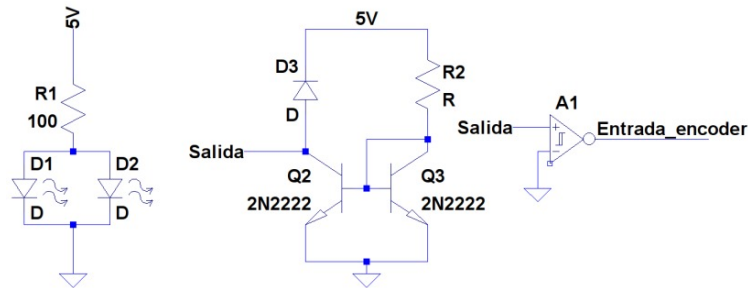 5V
R1
100
D1
D
D2
D
5V
D3
D
R2
R
Salida
Q2
2N2222
Q3
2N2222
A1
Salida
Entrada_encoder